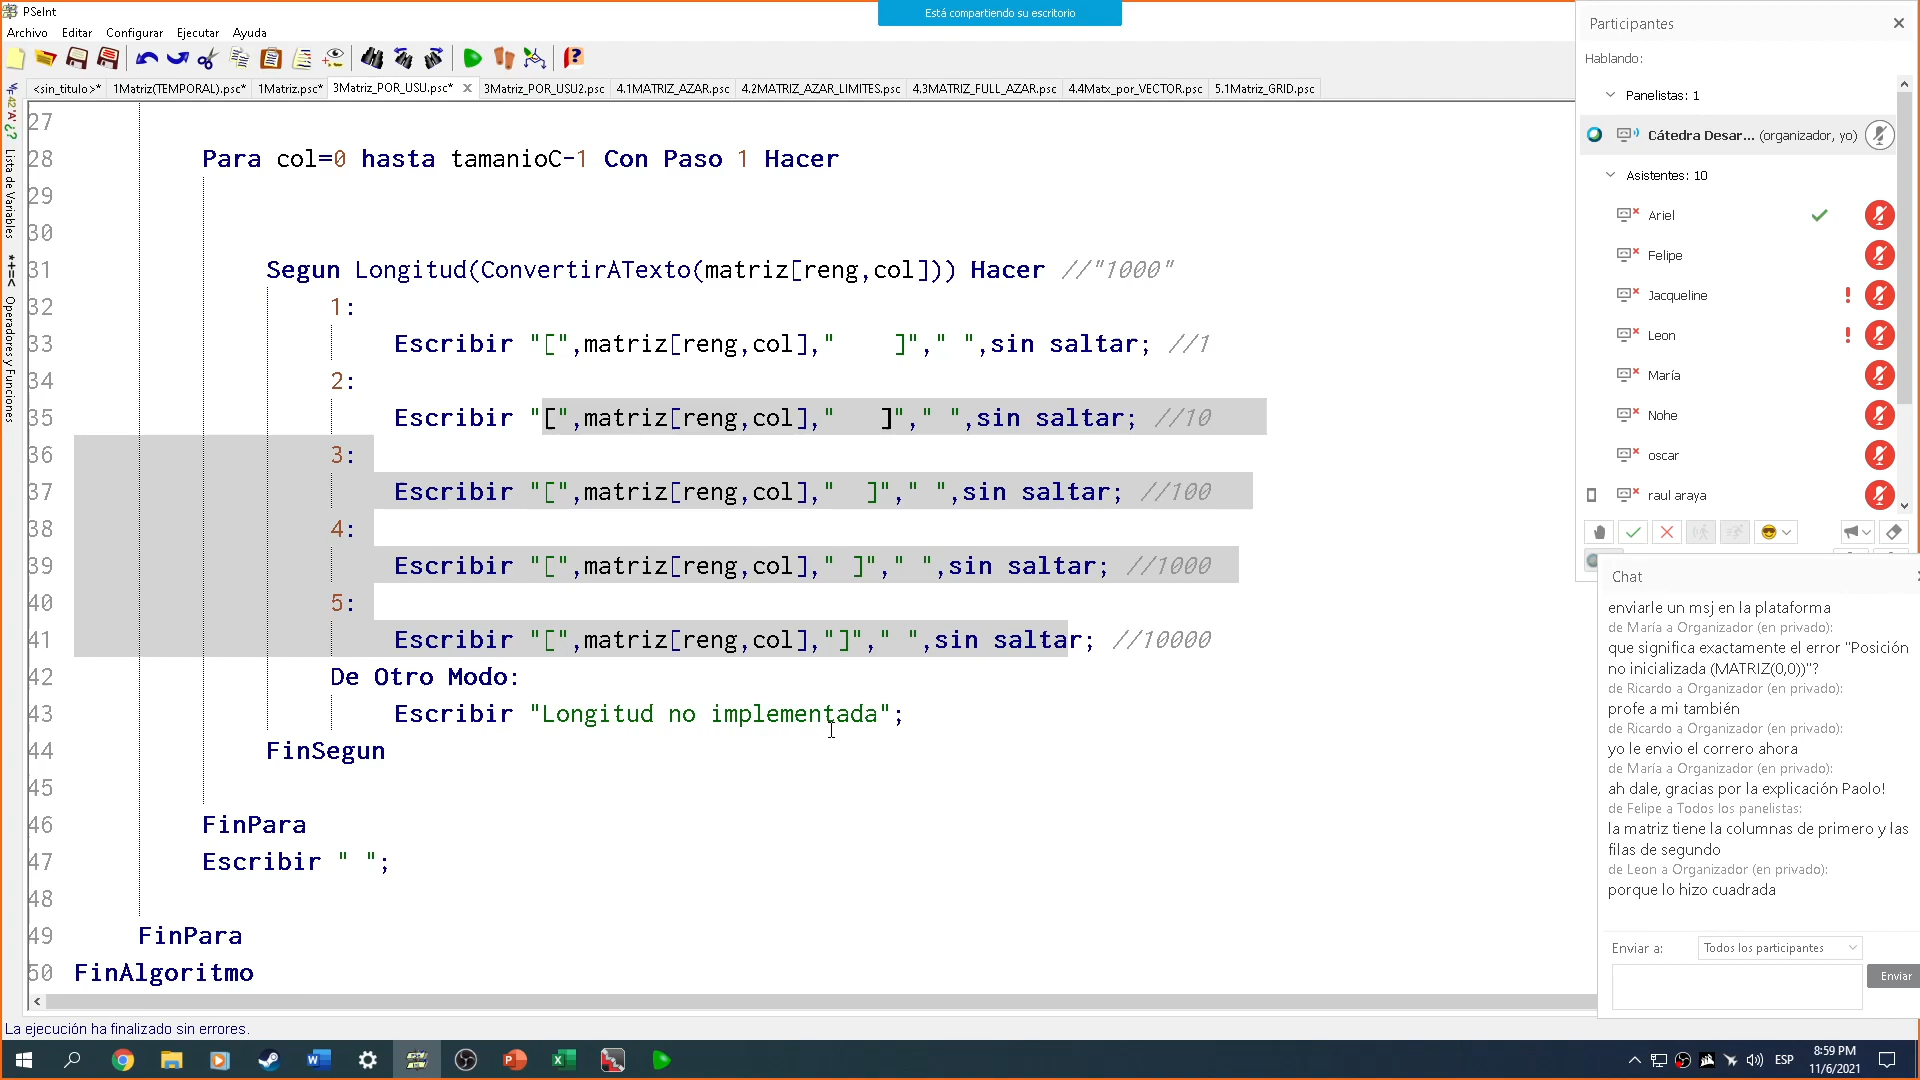 PSeInt
Está compartiendo su escritorio
Archivo Editar Configurar Ejecutar Ayuda
<sin_titulo>* 1Matriz(TEMPORAL).psc* 1Matriz.psc* 3Matriz_POR_USU.psc* 3Matriz_POR_USU2.psc 4.1MATRIZ_AZAR.psc 4.2MATRIZ_AZAR_LIMITES.psc 4.3MATRIZ_FULL_AZAR.psc 4.4Matx_por_VECTOR.psc 5.1Matriz_GRID.psc
Lista de Variables
Operadores y Funciones
27
28 Para col=0 hasta tamanioC-1 Con Paso 1 Hacer
29
30
31 Segun Longitud(ConvertirATexto(matriz[reng,col])) Hacer //"1000"
32 1:
33 Escribir "[",matriz[reng,col],"    ]"," ",sin saltar; //1
34 2:
35 Escribir "[",matriz[reng,col],"   ]"," ",sin saltar; //10
36 3:
37 Escribir "[",matriz[reng,col],"  ]"," ",sin saltar; //100
38 4:
39 Escribir "[",matriz[reng,col]," ]"," ",sin saltar; //1000
40 5:
41 Escribir "[",matriz[reng,col],"]"," ",sin saltar; //10000
42 De Otro Modo:
43 Escribir "Longitud no implementada";
44 FinSegun
45
46 FinPara
47 Escribir " ";
48
49 FinPara
50 FinAlgoritmo
La ejecución ha finalizado sin errores.
Participantes
Hablando:
Panelistas: 1
Cátedra Desar... (organizador, yo)
Asistentes: 10
Ariel
Felipe
Jacqueline
Leon
María
Nohe
oscar
raul araya
Chat
enviarle un msj en la plataforma
de María a Organizador (en privado):
que significa exactamente el error "Posición
no inicializada (MATRIZ(0,0))"?
de Ricardo a Organizador (en privado):
profe a mi también
de Ricardo a Organizador (en privado):
yo le envio el correro ahora
de María a Organizador (en privado):
ah dale, gracias por la explicación Paolo!
de Felipe a Todos los panelistas:
la matriz tiene la columnas de primero y las
filas de segundo
de Leon a Organizador (en privado):
porque lo hizo cuadrada
Enviar a: Todos los participantes
Enviar
ESP
8:59 PM
11/6/2021